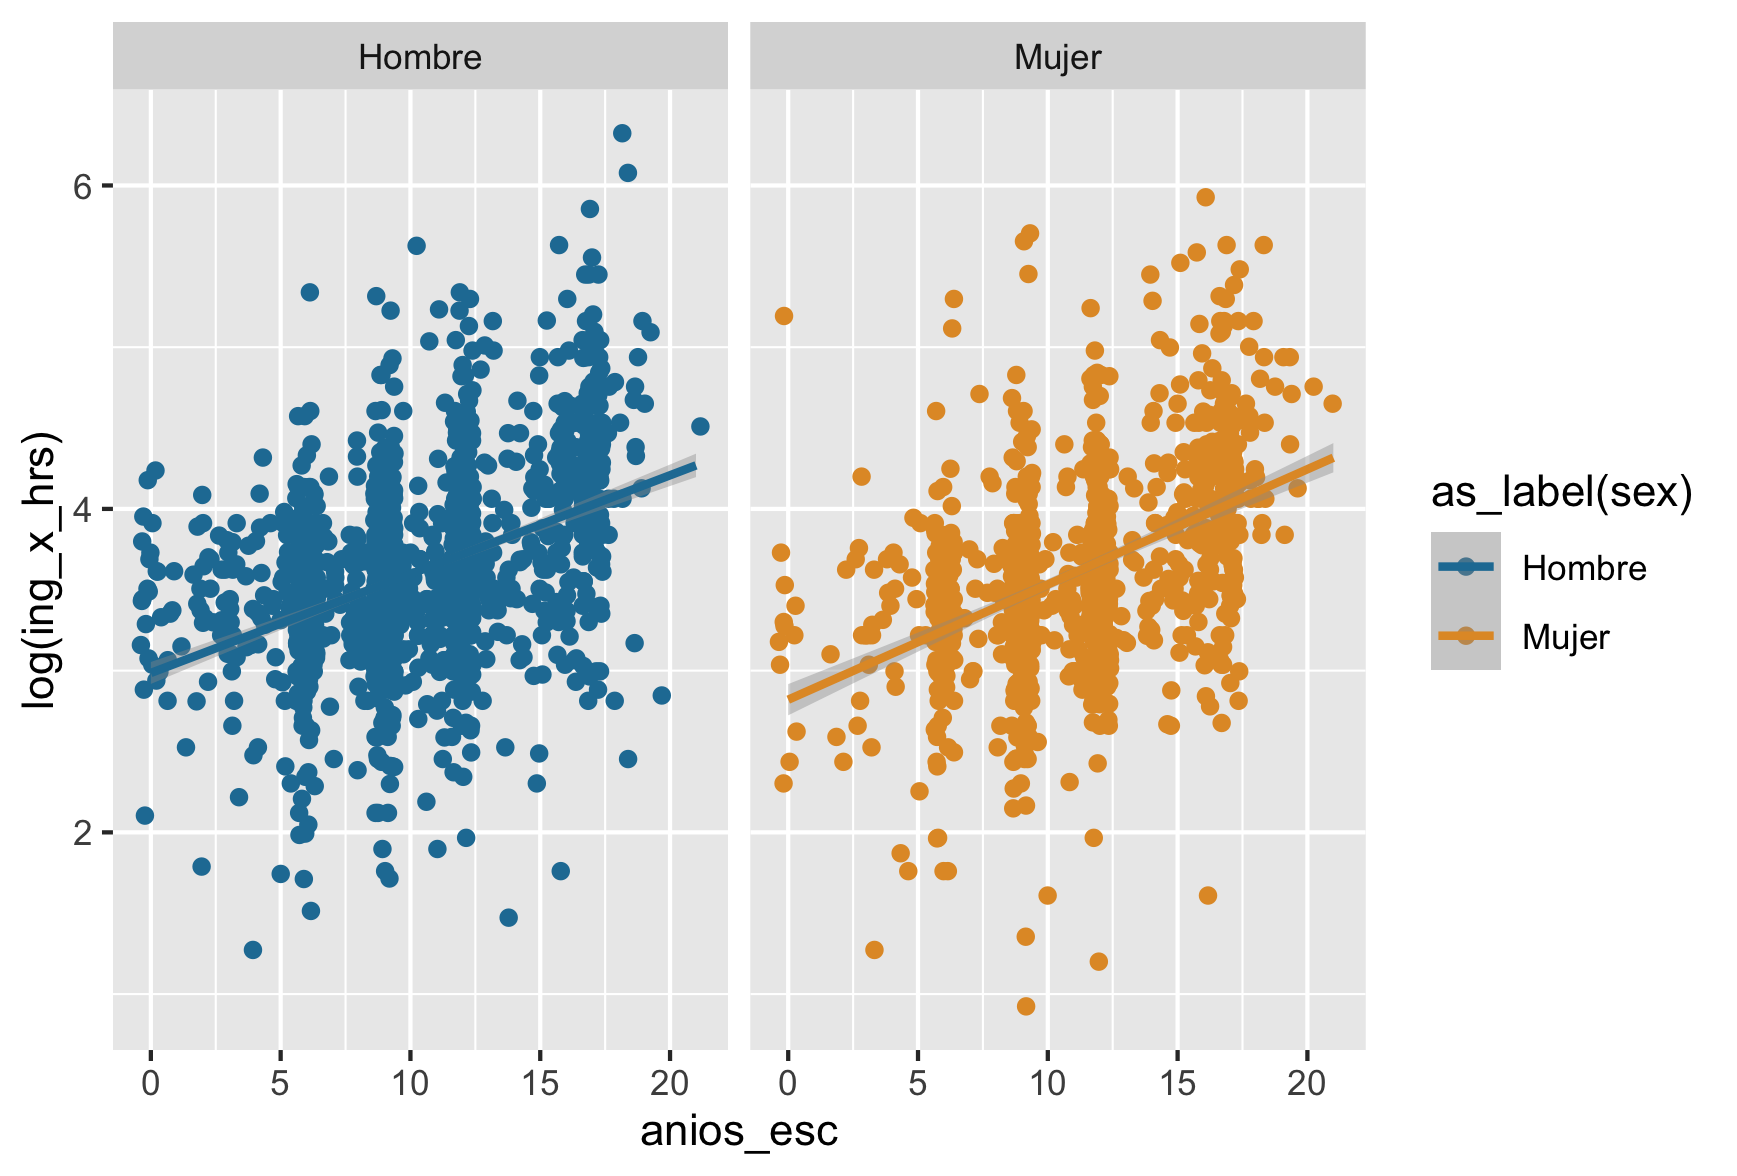 Hombre
Mujer
log(ing_x_hrs)
6
4
2
0 5 10 15 20
0 5 10 15 20
anios_esc
as_label(sex)
Hombre
Mujer